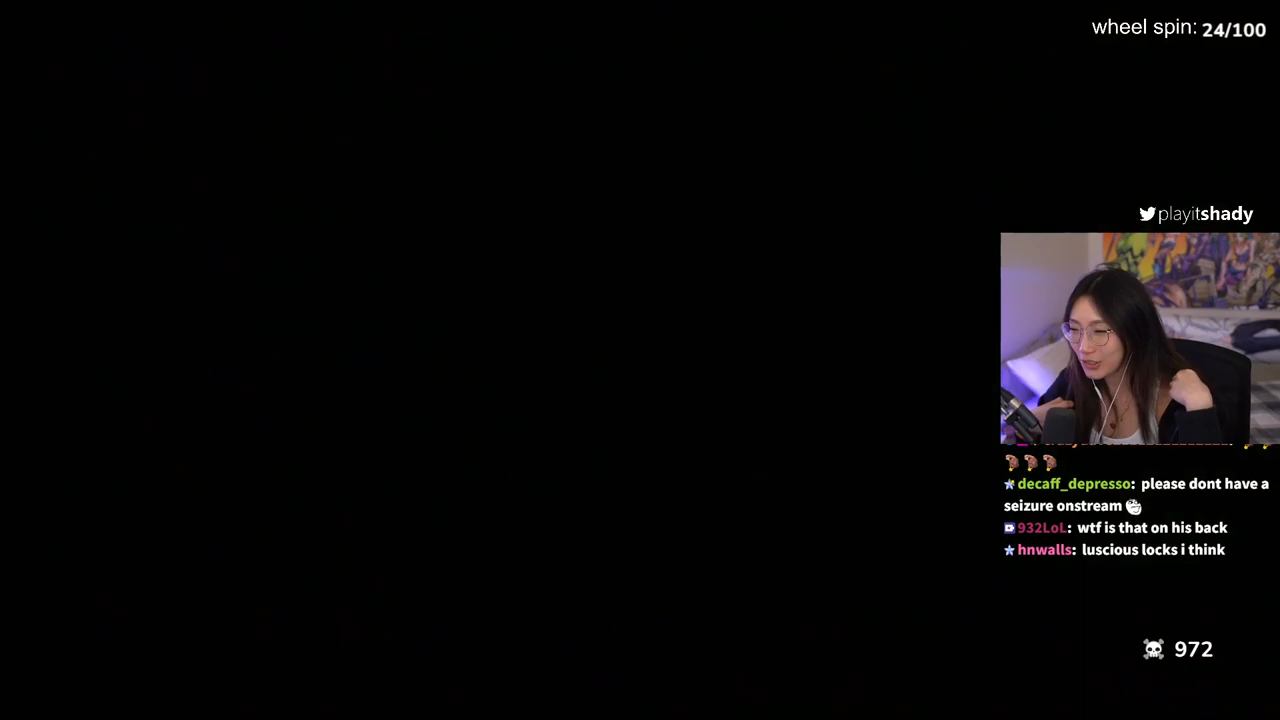 wheel spin: 24/100
playitshady
decaff_depresso: please dont have a
seizure onstream
932LoL: wtf is that on his back
hnwalls: luscious locks i think
972